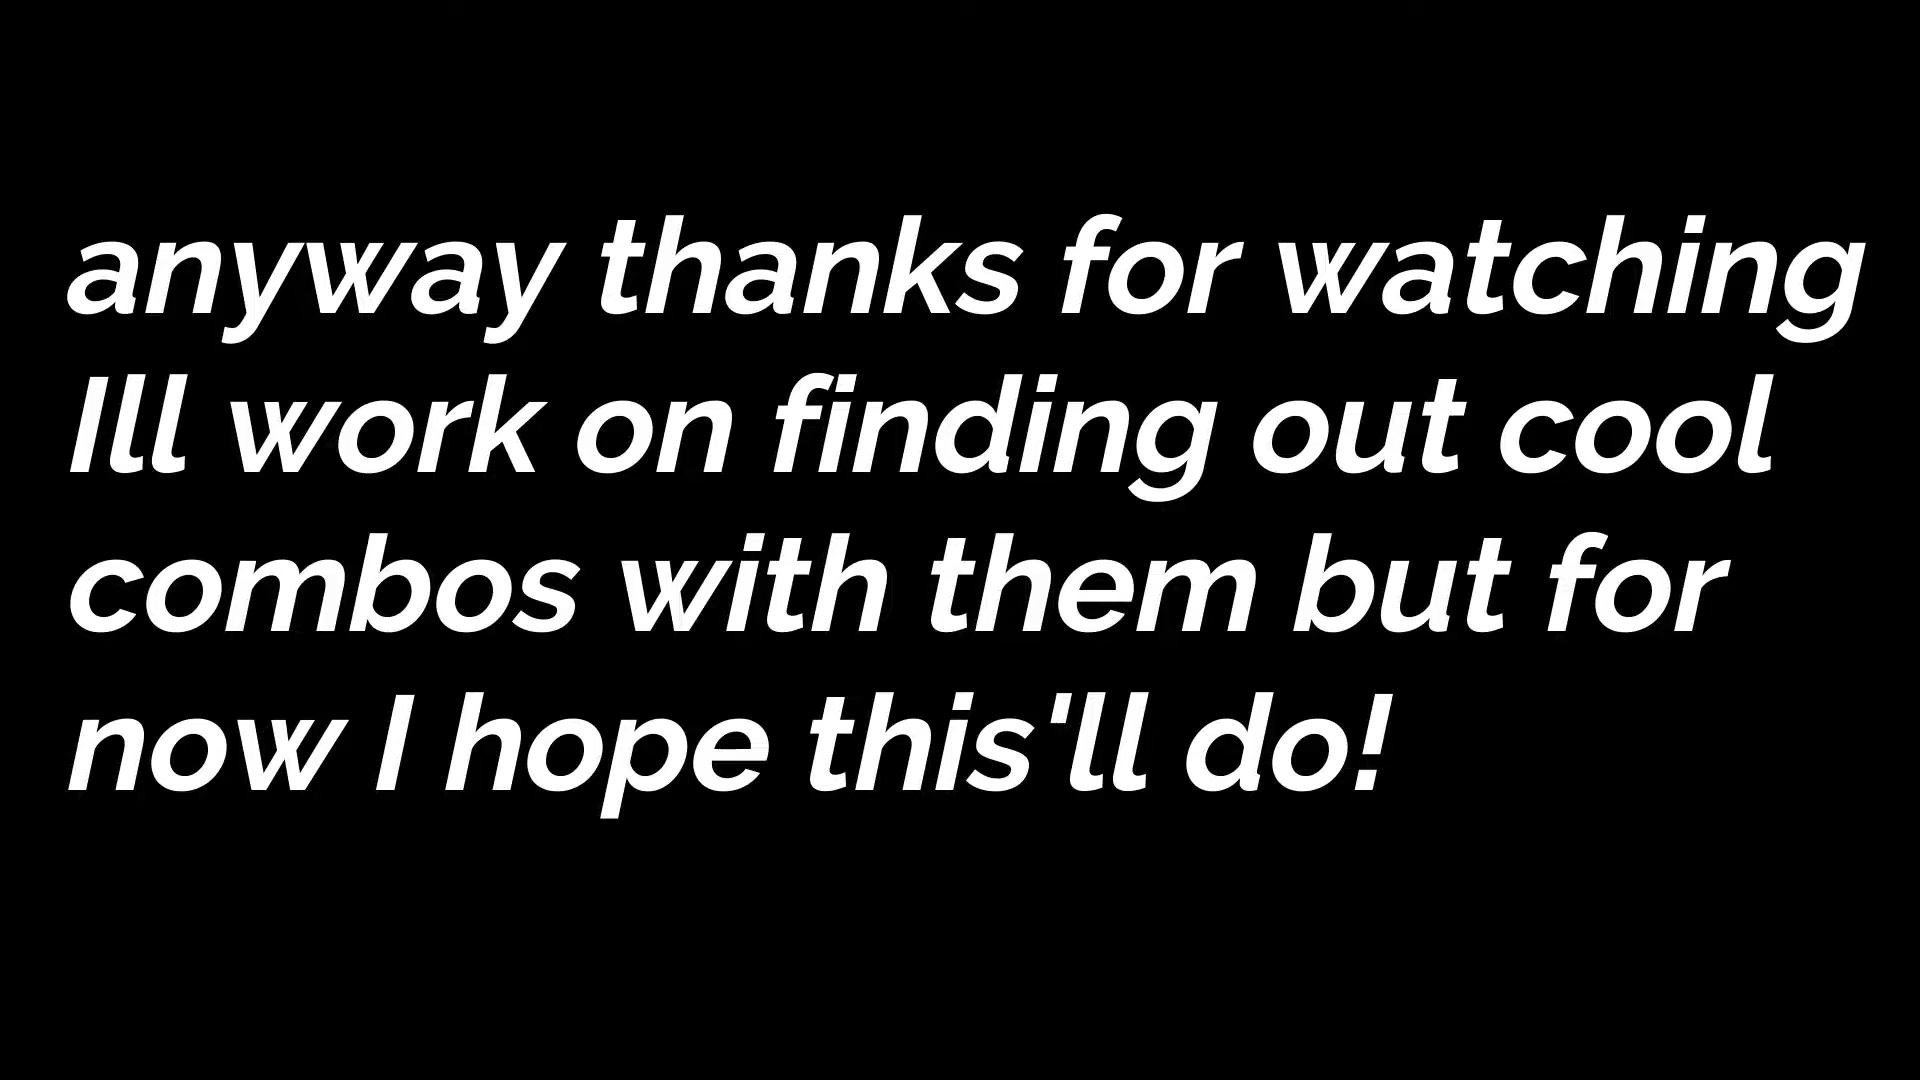 anyway thanks for watching
Ill work on finding out cool
combos with them but for
now I hope this'll do!